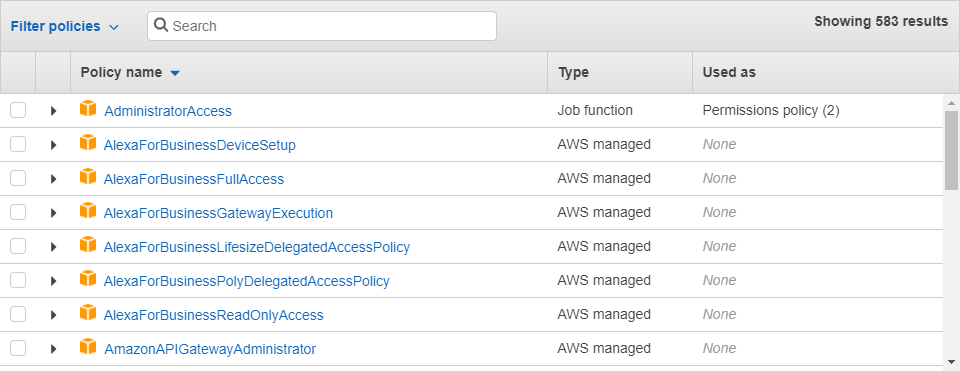 Filter policies Search Showing 583 results
Policy name Type Used as
AdministratorAccess Job function Permissions policy (2)
AlexaForBusinessDeviceSetup AWS managed None
AlexaForBusinessFullAccess AWS managed None
AlexaForBusinessGatewayExecution AWS managed None
AlexaForBusinessLifesizeDelegatedAccessPolicy AWS managed None
AlexaForBusinessPolyDelegatedAccessPolicy AWS managed None
AlexaForBusinessReadOnlyAccess AWS managed None
AmazonAPIGatewayAdministrator AWS managed None